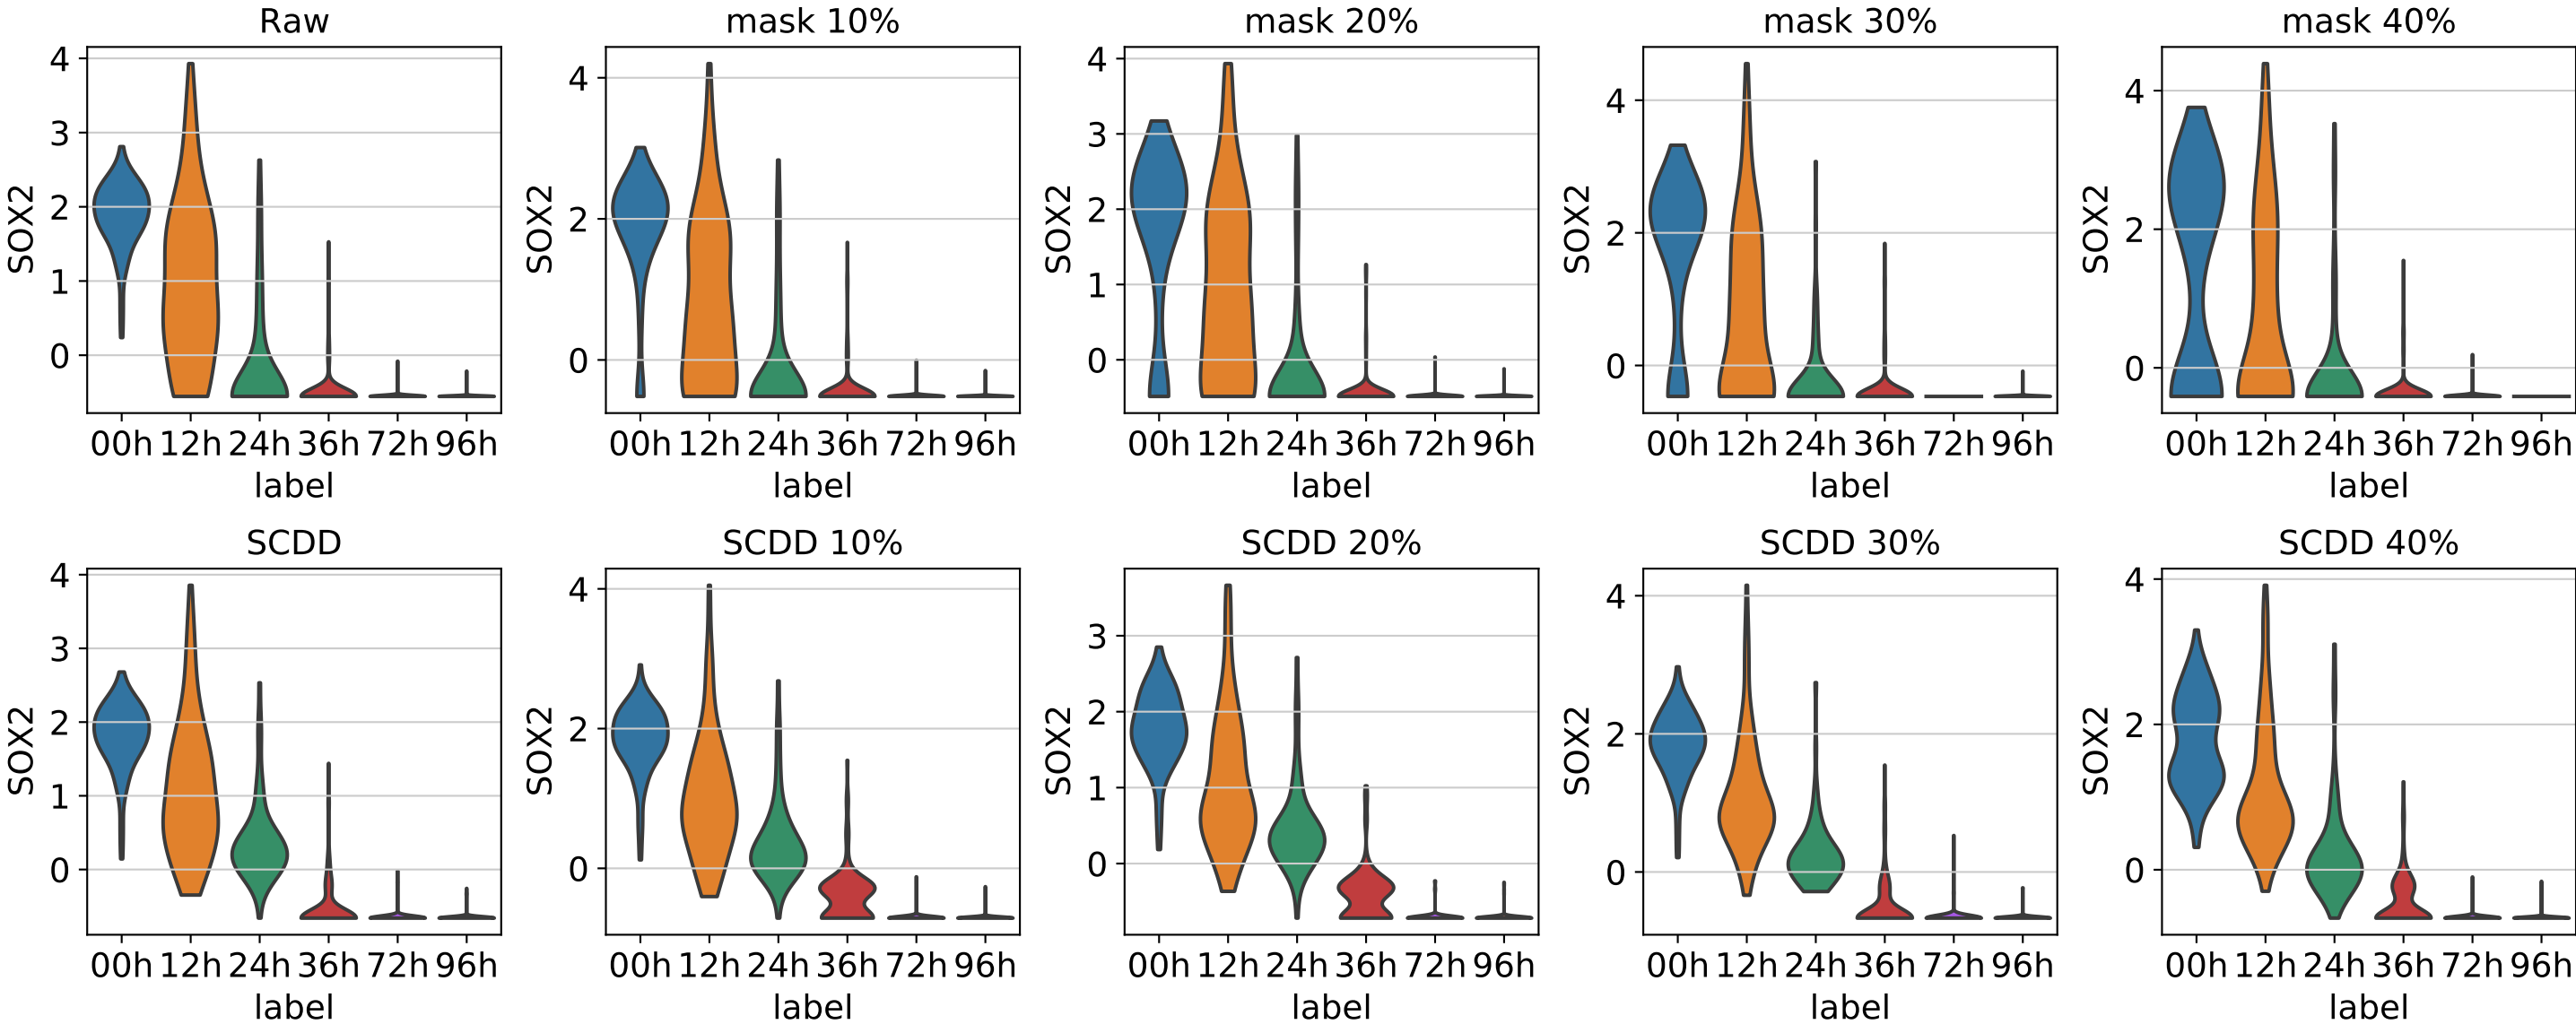 Raw
4
3
2
1
0
SOX2
00h 12h 24h 36h 72h 96h
label
mask 10%
4
2
0
SOX2
00h 12h 24h 36h 72h 96h
label
mask 20%
4
3
2
1
0
SOX2
00h 12h 24h 36h 72h 96h
label
mask 30%
4
2
0
SOX2
00h 12h 24h 36h 72h 96h
label
mask 40%
4
2
0
SOX2
00h 12h 24h 36h 72h 96h
label
SCDD
4
3
2
1
0
SOX2
00h 12h 24h 36h 72h 96h
label
SCDD 10%
4
2
0
SOX2
00h 12h 24h 36h 72h 96h
label
SCDD 20%
3
2
1
0
SOX2
00h 12h 24h 36h 72h 96h
label
SCDD 30%
4
2
0
SOX2
00h 12h 24h 36h 72h 96h
label
SCDD 40%
4
2
0
SOX2
00h 12h 24h 36h 72h 96h
label